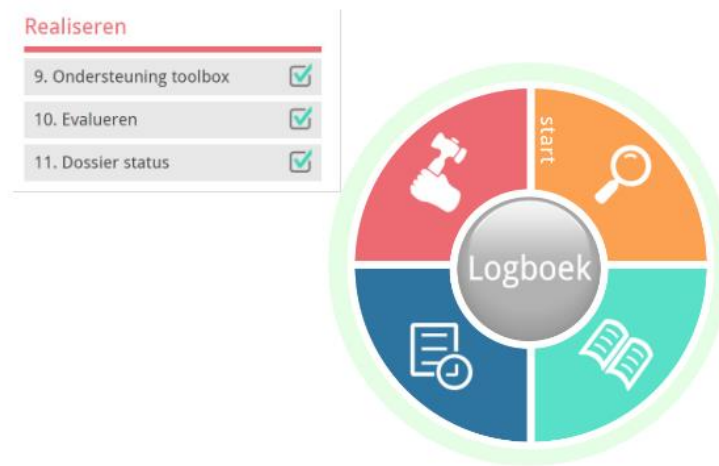 Realiseren
9. Ondersteuning toolbox
10. Evalueren
11. Dossier status
start
Logboek